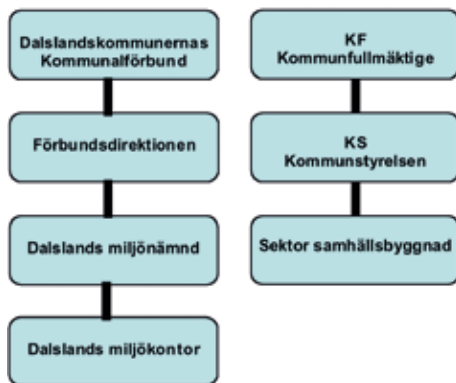 Dalslandskommunernas
Kommunalförbund
Förbundsdirektionen
Dalslands miljönämnd
Dalslands miljökontor
KF
Kommunfullmäktige
KS
Kommunstyrelsen
Sektor samhällsbyggnad